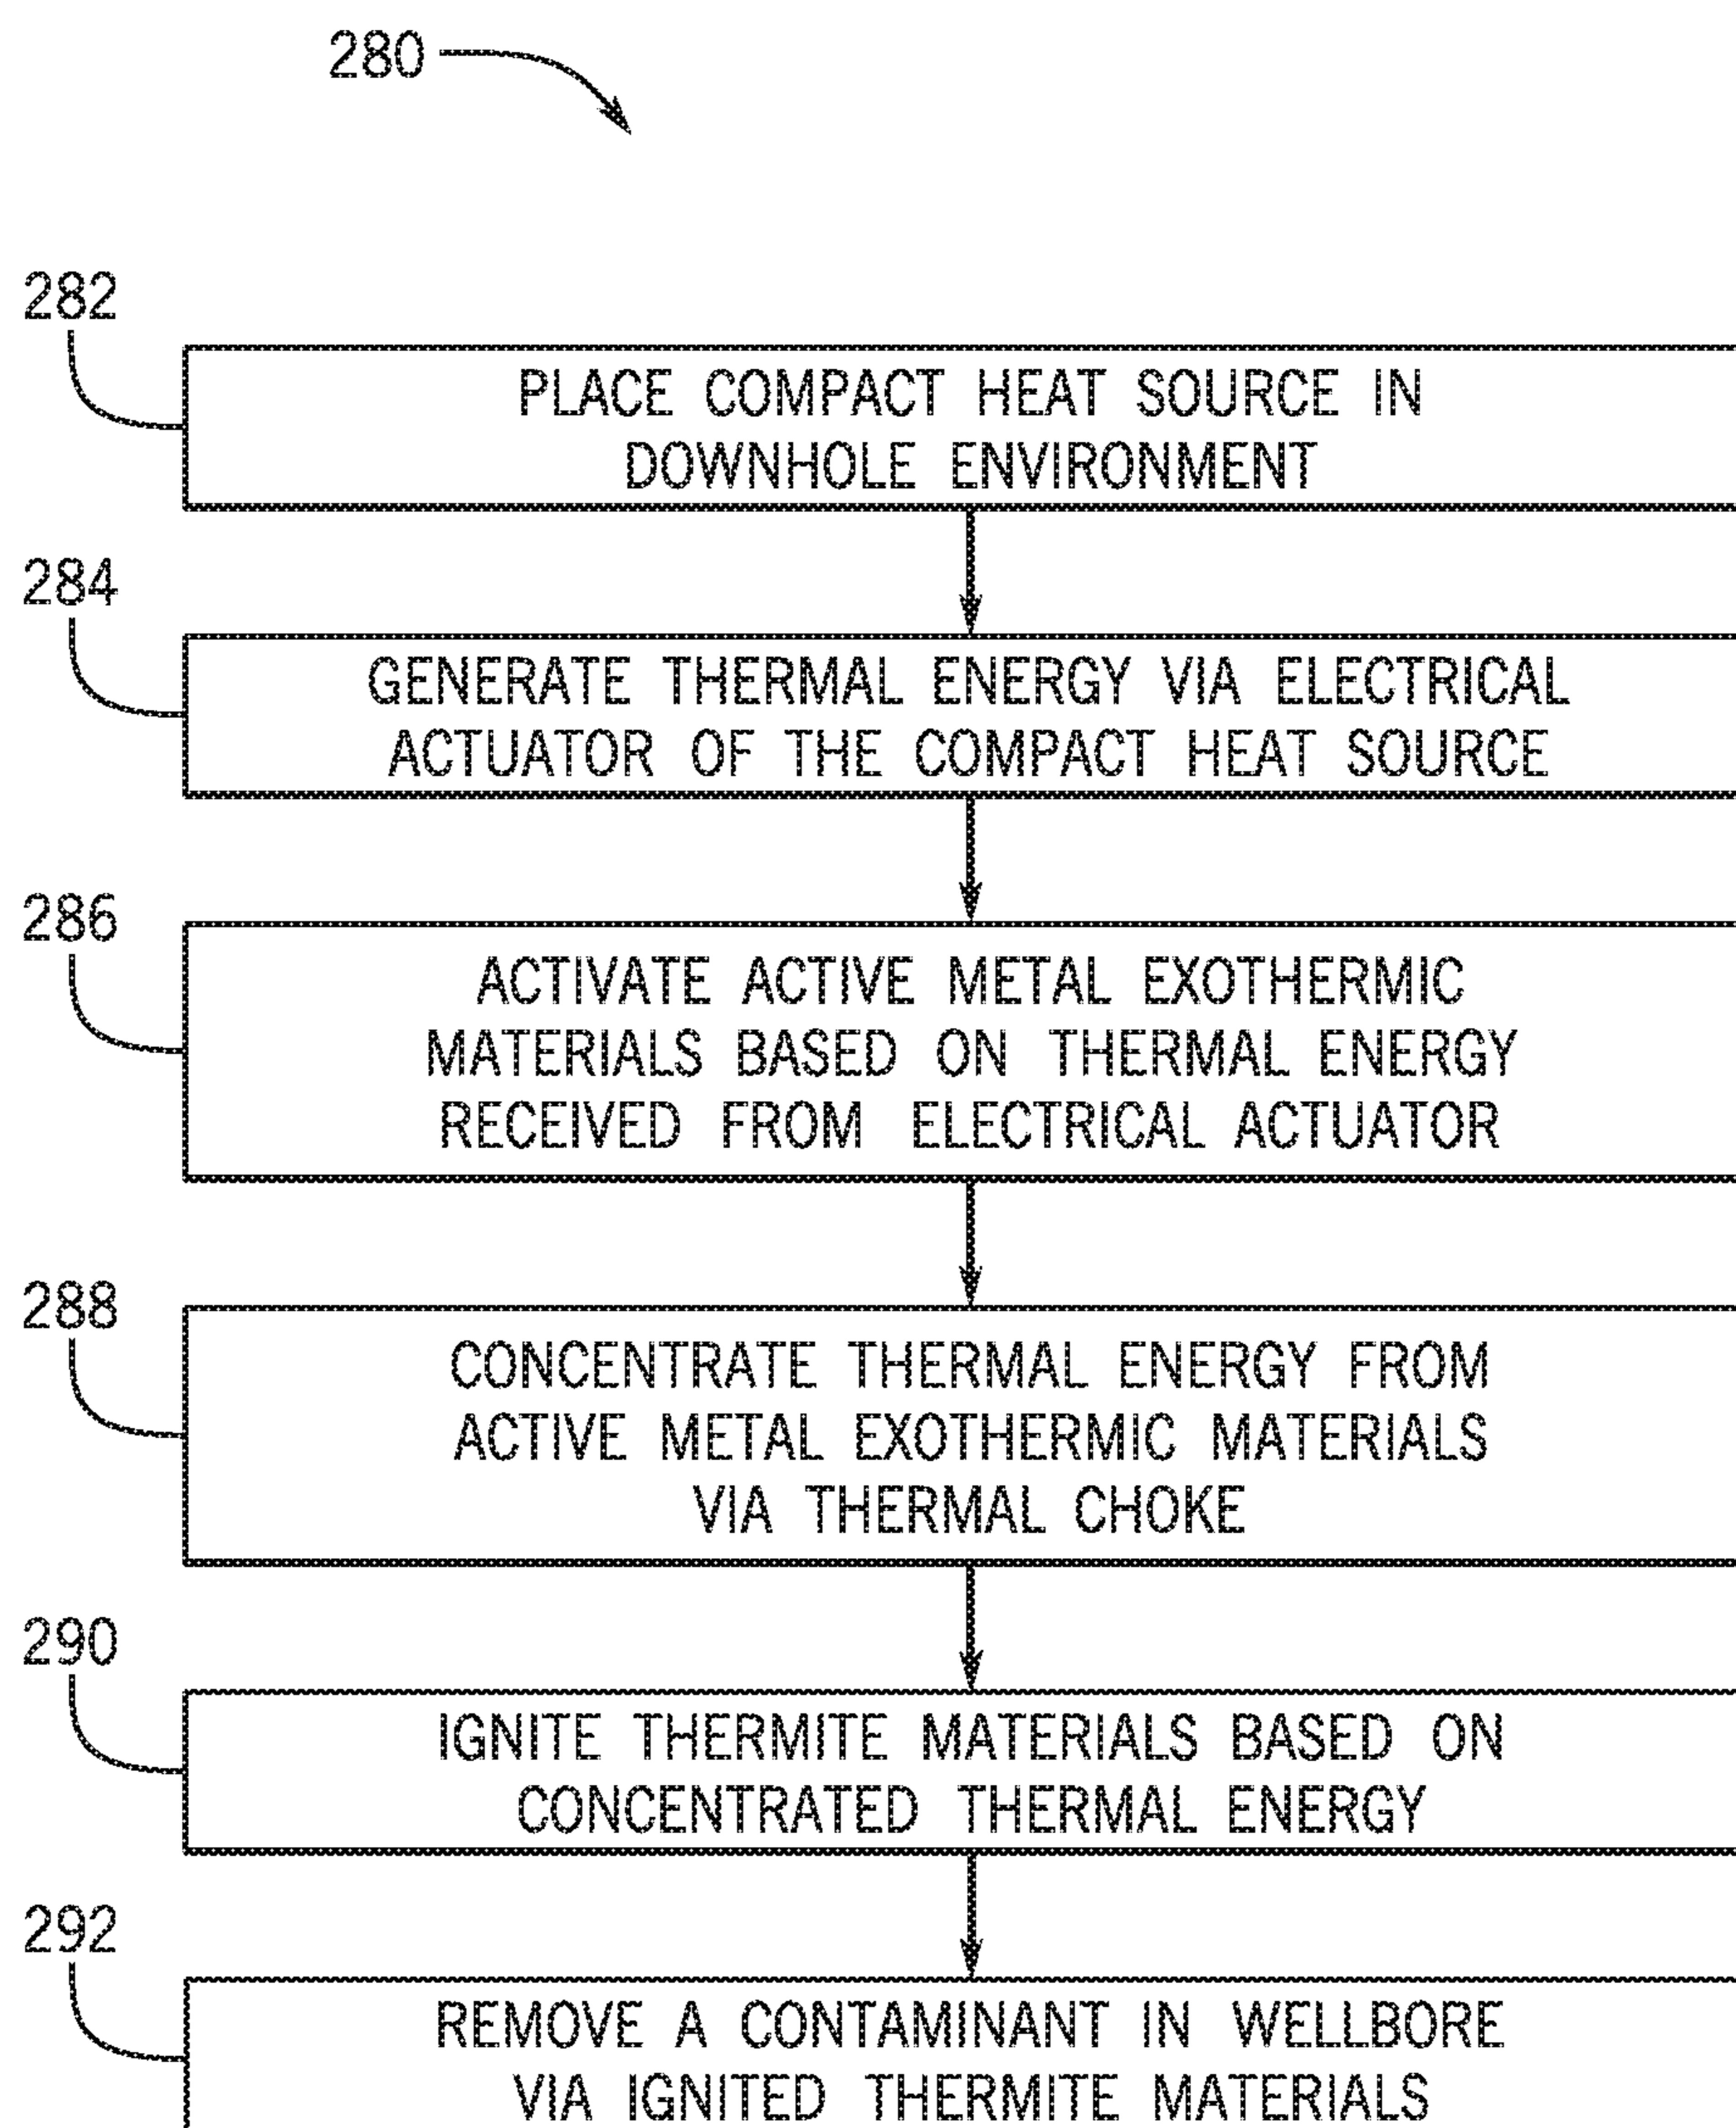 280
282
PLACE COMPACT HEAT SOURCE IN
DOWNHOLE ENVIRONMENT
284
GENERATE THERMAL ENERGY VIA ELECTRICAL
ACTUATOR OF THE COMPACT HEAT SOURCE
286
ACTIVATE ACTIVE METAL EXOTHERMIC
MATERIALS BASED ON THERMAL ENERGY
RECEIVED FROM ELECTRICAL ACTUATOR
288
CONCENTRATE THERMAL ENERGY FROM
ACTIVE METAL EXOTHERMIC MATERIALS
VIA THERMAL CHOKE
290
IGNITE THERMITE MATERIALS BASED ON
CONCENTRATED THERMAL ENERGY
292
REMOVE A CONTAMINANT IN WELLBORE
VIA IGNITED THERMITE MATERIALS